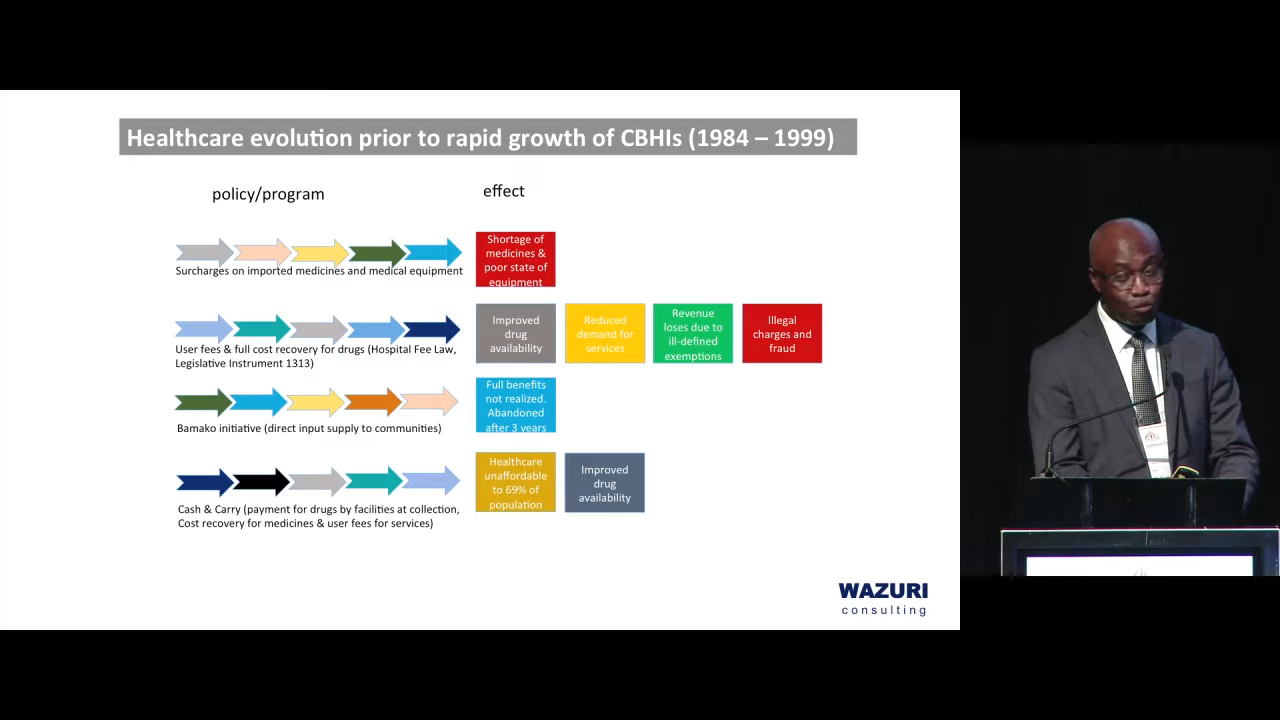 Healthcare evolution prior to rapid growth of CBHIs (1984 – 1999)
policy/program
effect
Surcharges on imported medicines and medical equipment
Shortage of
medicines &
poor state of
equipment
User fees & full cost recovery for drugs (Hospital Fee Law,
Legislative Instrument 1313)
Improved
drug
availability
Reduced
demand for
services
Revenue
loses due to
ill-defined
exemptions
Illegal
charges and
fraud
Bamako initiative (direct input supply to communities)
Full benefits
not realized.
Abandoned
after 3 years
Cash & Carry (payment for drugs by facilities at collection,
Cost recovery for medicines & user fees for services)
Healthcare
unaffordable
to 69% of
population
Improved
drug
availability
WAZURI
consulting